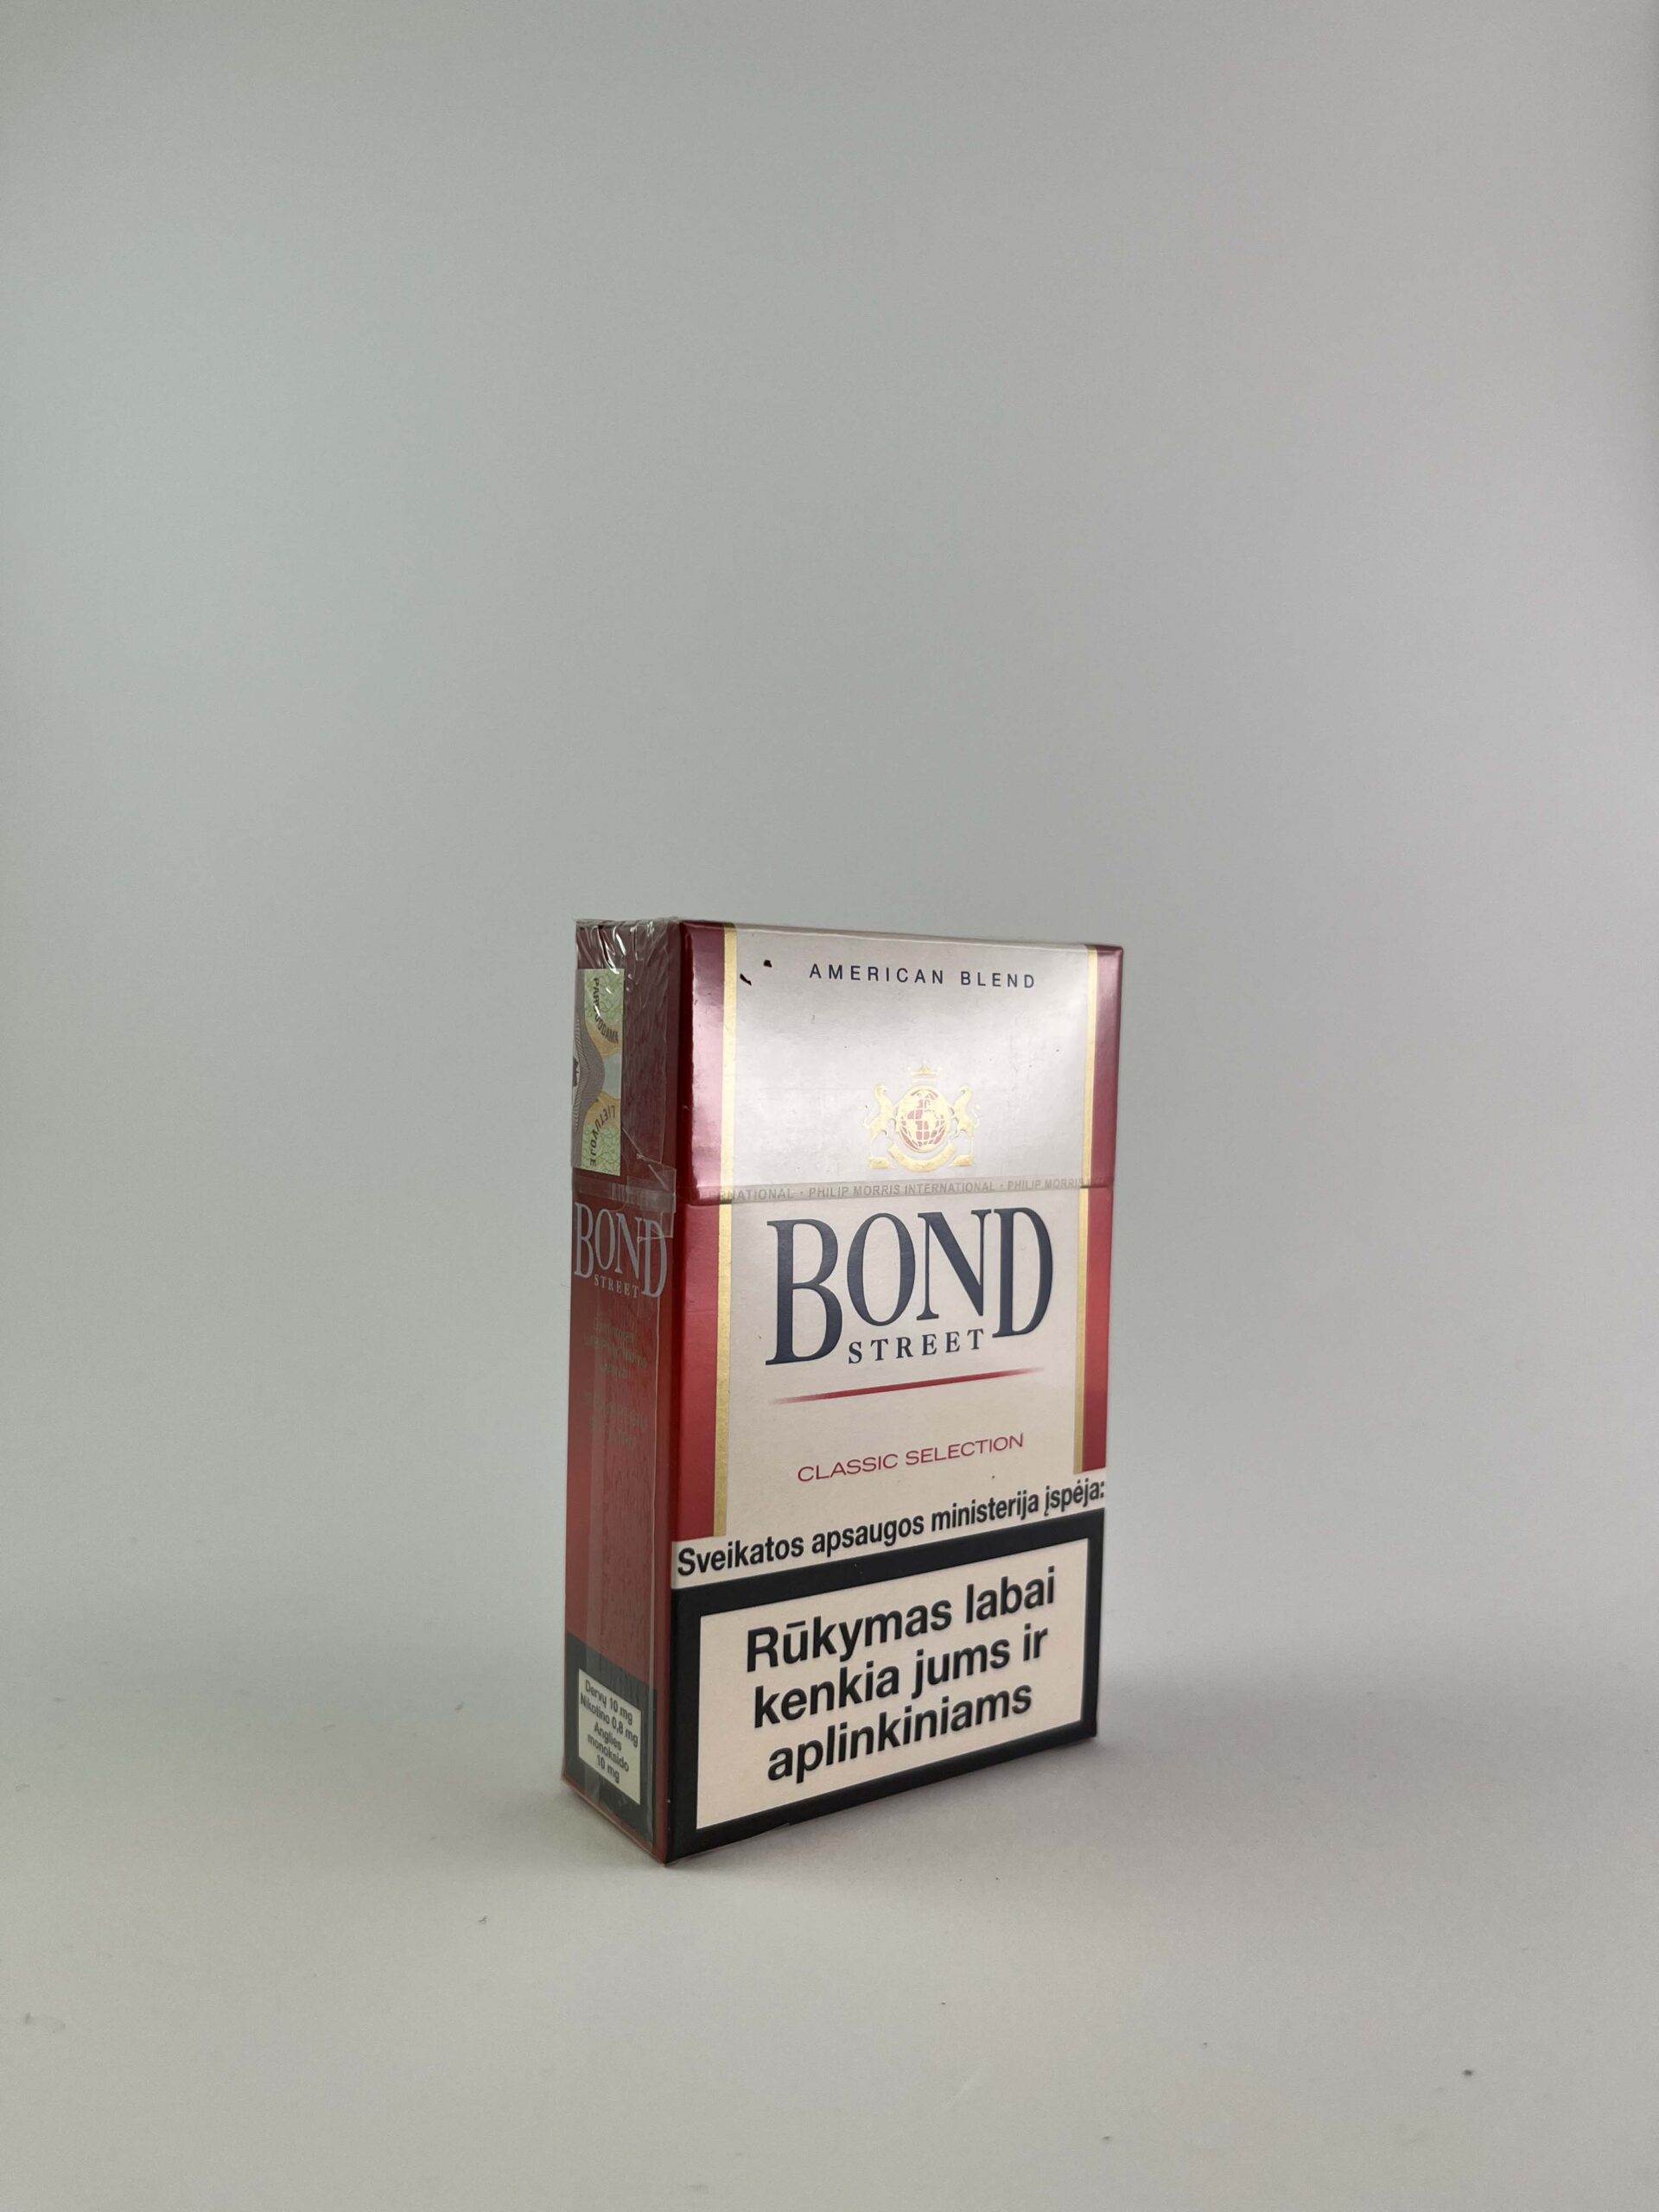 AMERICAN BLEND
PHILIP MORRIS INTERNATIONAL · PHILIP MORRIS
BOND
STREET
CLASSIC SELECTION
Sveikatos apsaugos ministerija įspėja:
Rūkymas labai
kenkia jums ir
aplinkiniams
LIETUVOJE
BOND
STREET
Dervų 10 mg
Nikotino 0,8 mg
Anglies
monoksido
10 mg